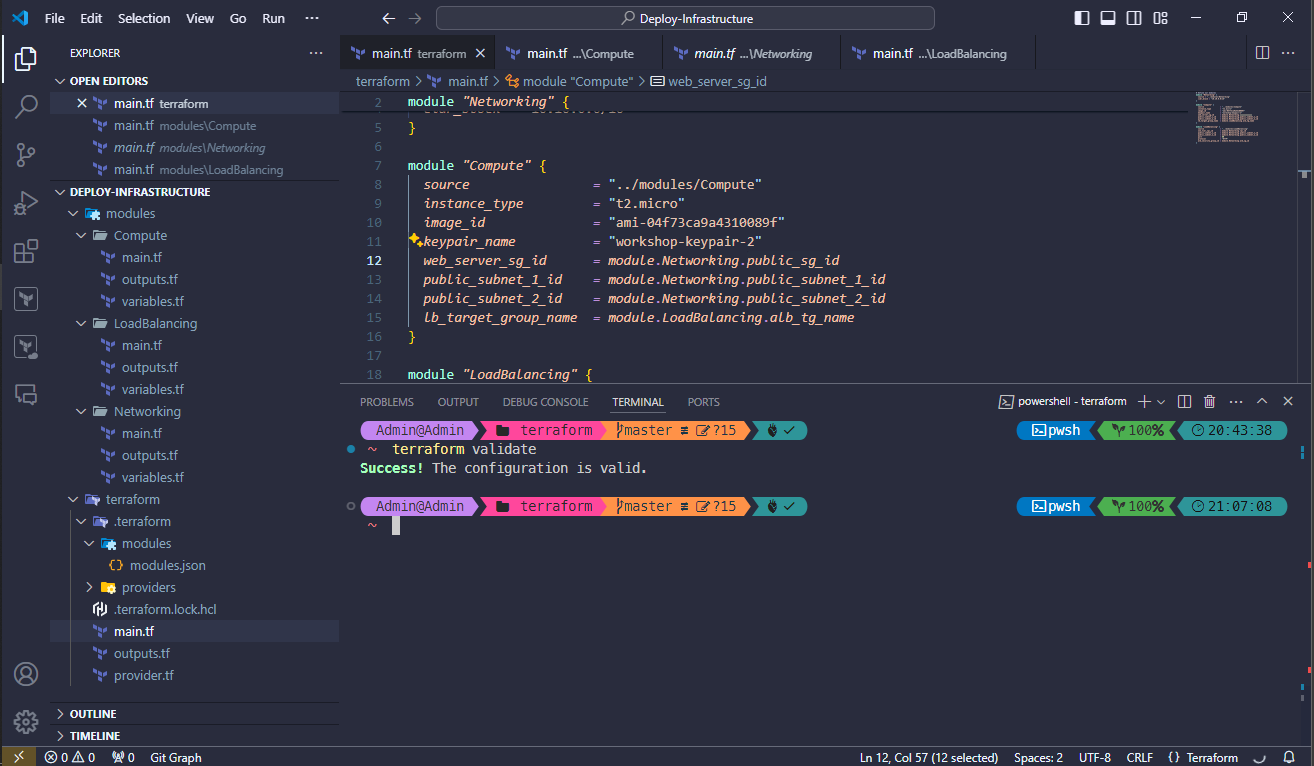 File Edit Selection View Go Run ··· Deploy-Infrastructure
EXPLORER ···
OPEN EDITORS
main.tf terraform
main.tf modules\Compute
main.tf modules\Networking
main.tf modules\LoadBalancing
DEPLOY-INFRASTRUCTURE
modules
Compute
main.tf
outputs.tf
variables.tf
LoadBalancing
main.tf
outputs.tf
variables.tf
Networking
main.tf
outputs.tf
variables.tf
terraform
.terraform
modules
{} modules.json
providers
.terraform.lock.hcl
main.tf
outputs.tf
provider.tf
OUTLINE
TIMELINE
main.tf terraform main.tf ...\Compute main.tf ...\Networking main.tf ...\LoadBalancing
terraform > main.tf > module "Compute" > web_server_sg_id
2 module "Networking" {
5 }
6
7 module "Compute" {
8 source = "../modules/Compute"
9 instance_type = "t2.micro"
10 image_id = "ami-04f73ca9a4310089f"
11 keypair_name = "workshop-keypair-2"
12 web_server_sg_id = module.Networking.public_sg_id
13 public_subnet_1_id = module.Networking.public_subnet_1_id
14 public_subnet_2_id = module.Networking.public_subnet_2_id
15 lb_target_group_name = module.LoadBalancing.alb_tg_name
16 }
17
18 module "LoadBalancing" {
PROBLEMS OUTPUT DEBUG CONSOLE TERMINAL PORTS powershell - terraform
Admin@Admin terraform master ≢ ?15 pwsh 100% 20:43:38
~ terraform validate
Success! The configuration is valid.
Admin@Admin terraform master ≢ ?15 pwsh 100% 21:07:08
~
0 0 0 Git Graph Ln 12, Col 57 (12 selected) Spaces: 2 UTF-8 CRLF {} Terraform